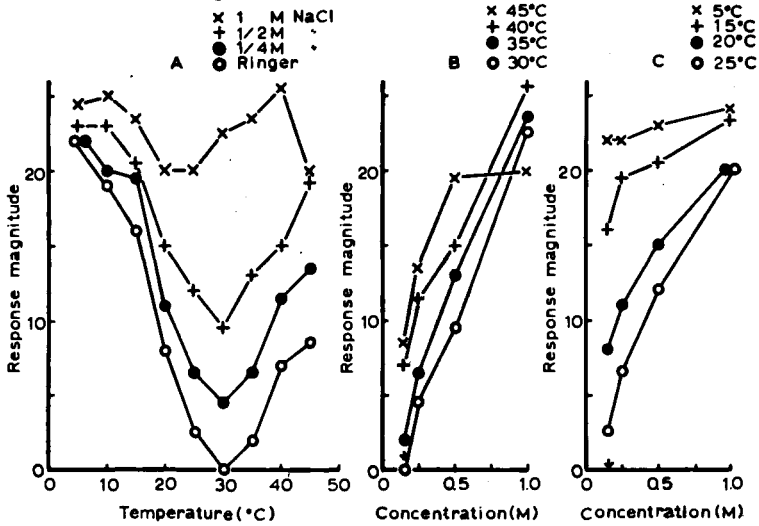 × 1 M NaCl
+ 1/2M "
● 1/4M "
A ○ Ringer
Response magnitude
20
10
0
0 10 20 30 40 50
Temperature (°C)
× 45°C
+ 40°C
● 35°C
B ○ 30°C
Response magnitude
20
10
0
0 0.5 1.0
Concentration (M)
× 5°C
+ 15°C
● 20°C
C ○ 25°C
Response magnitude
20
10
0
0 0.5 1.0
Concentration (M)